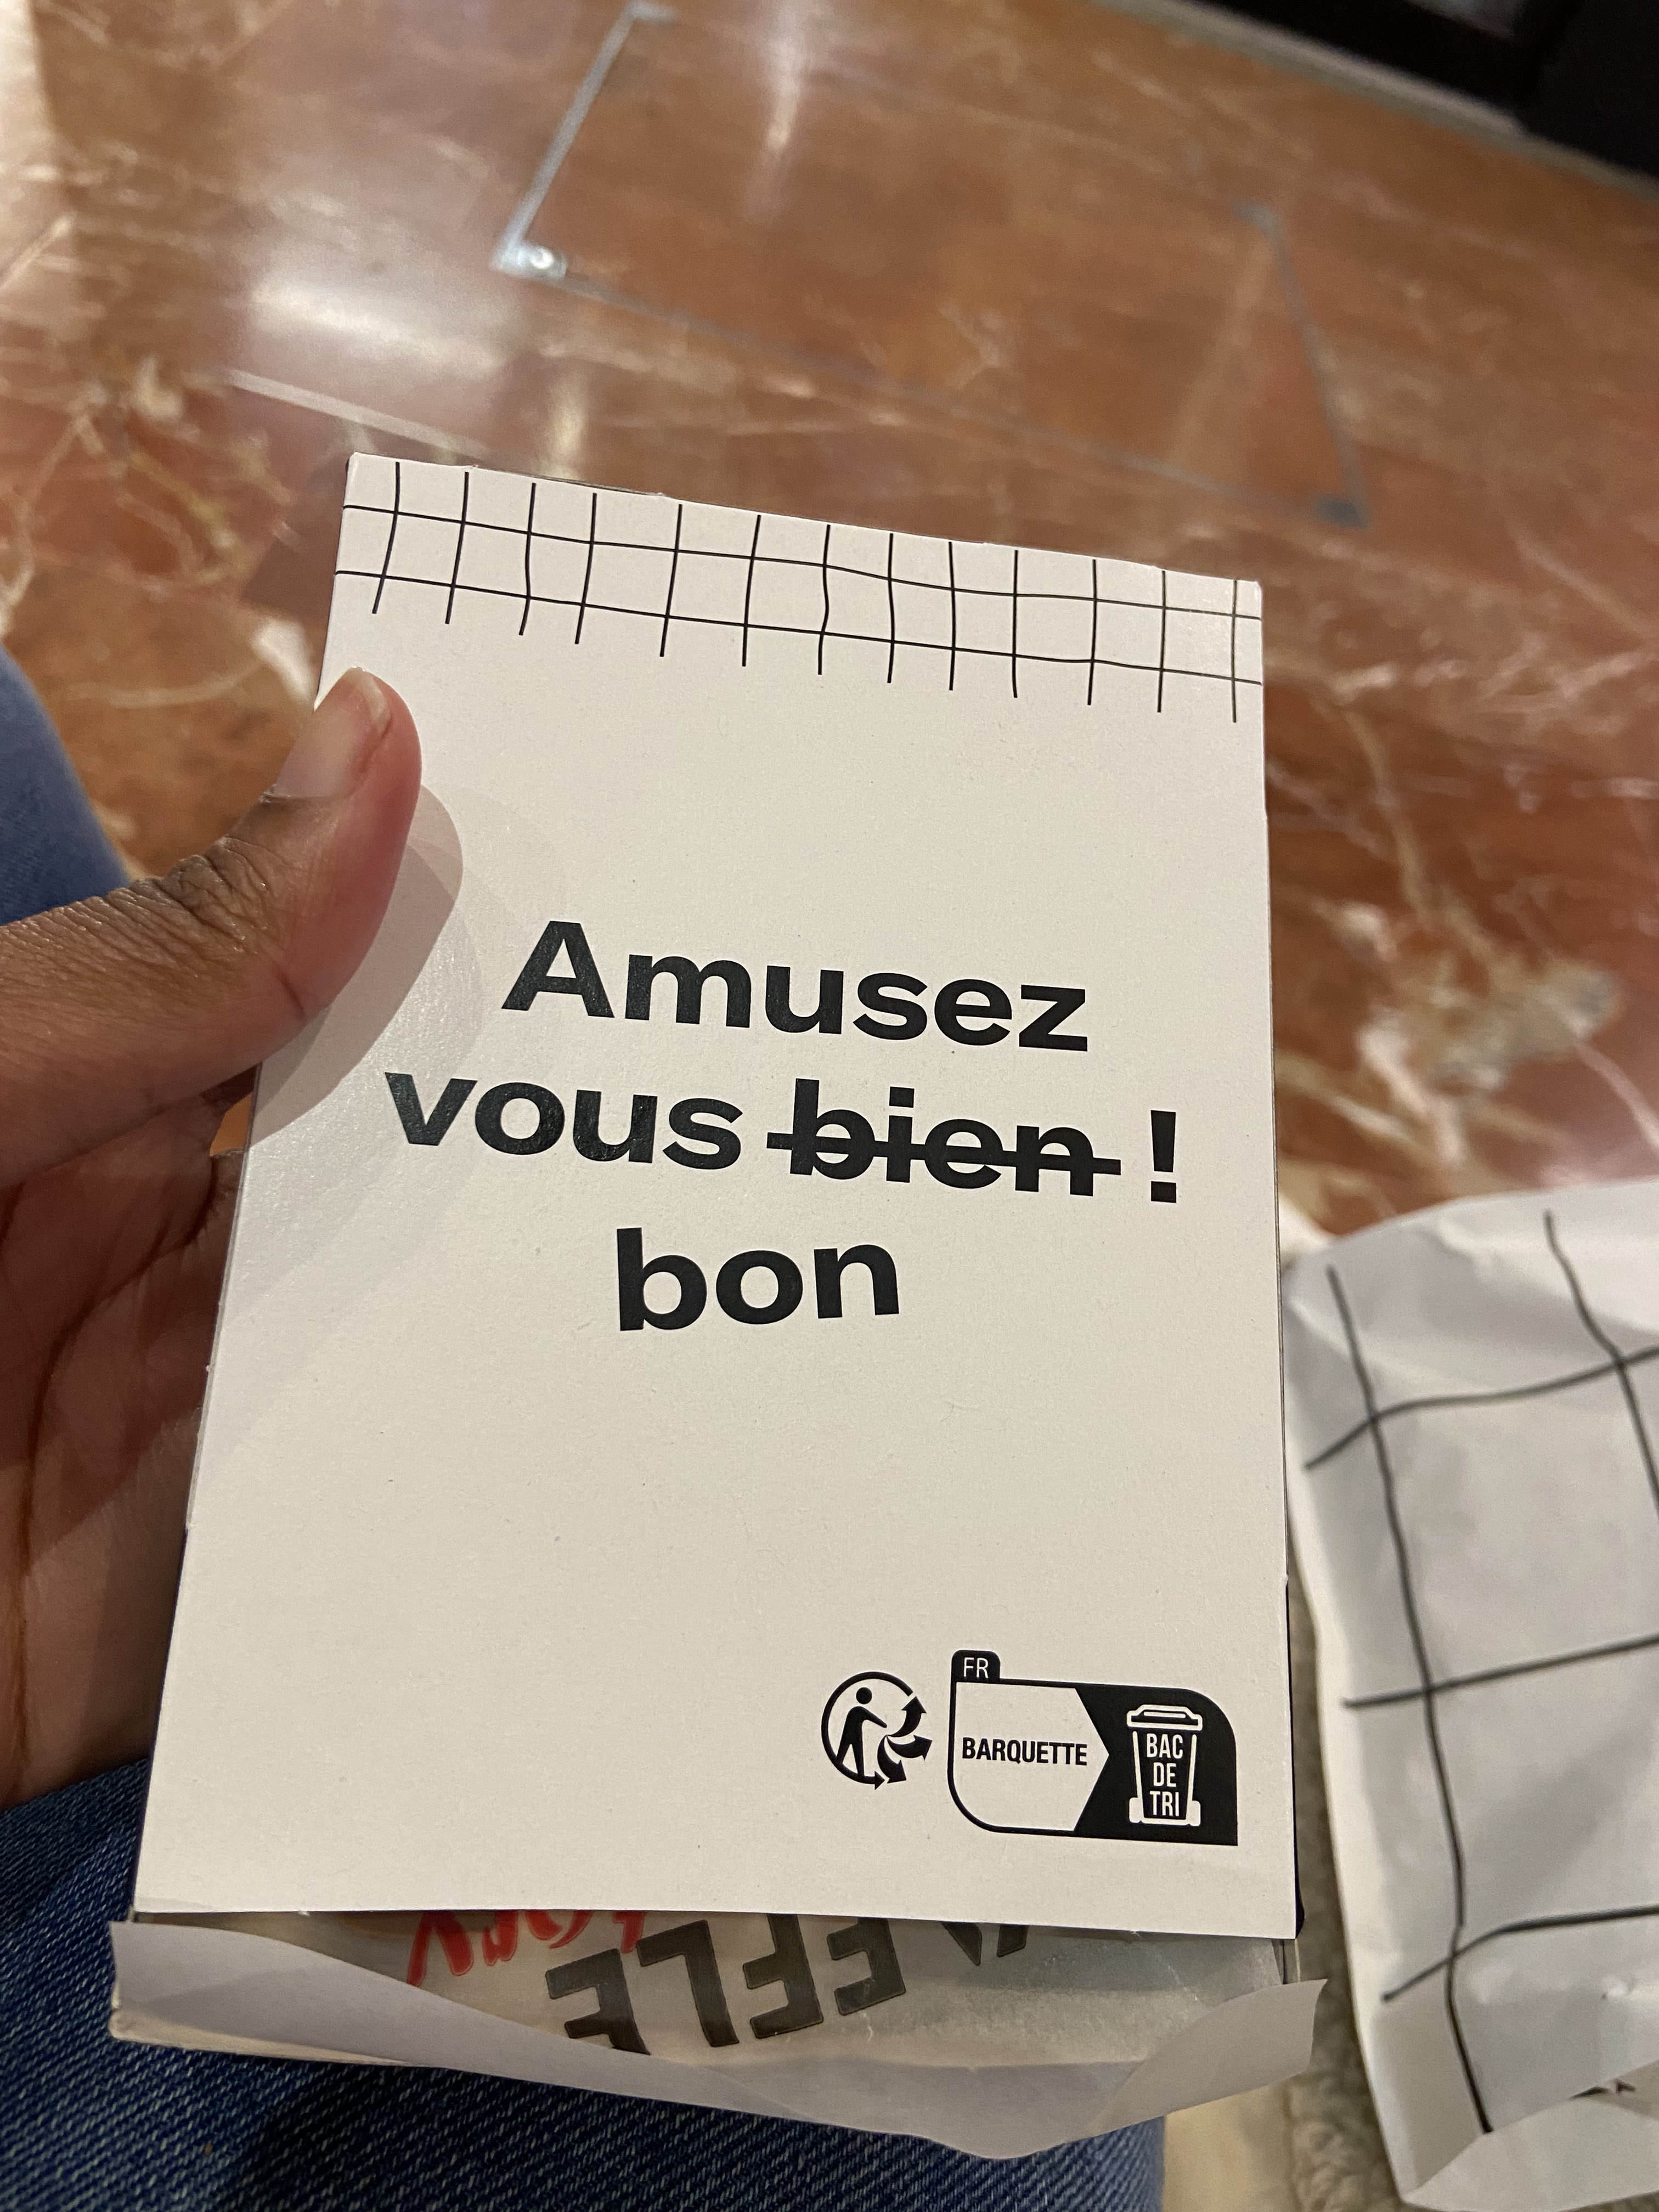 Amusez
vous bien !
bon
FR
BARQUETTE
BAC
DE
TRI